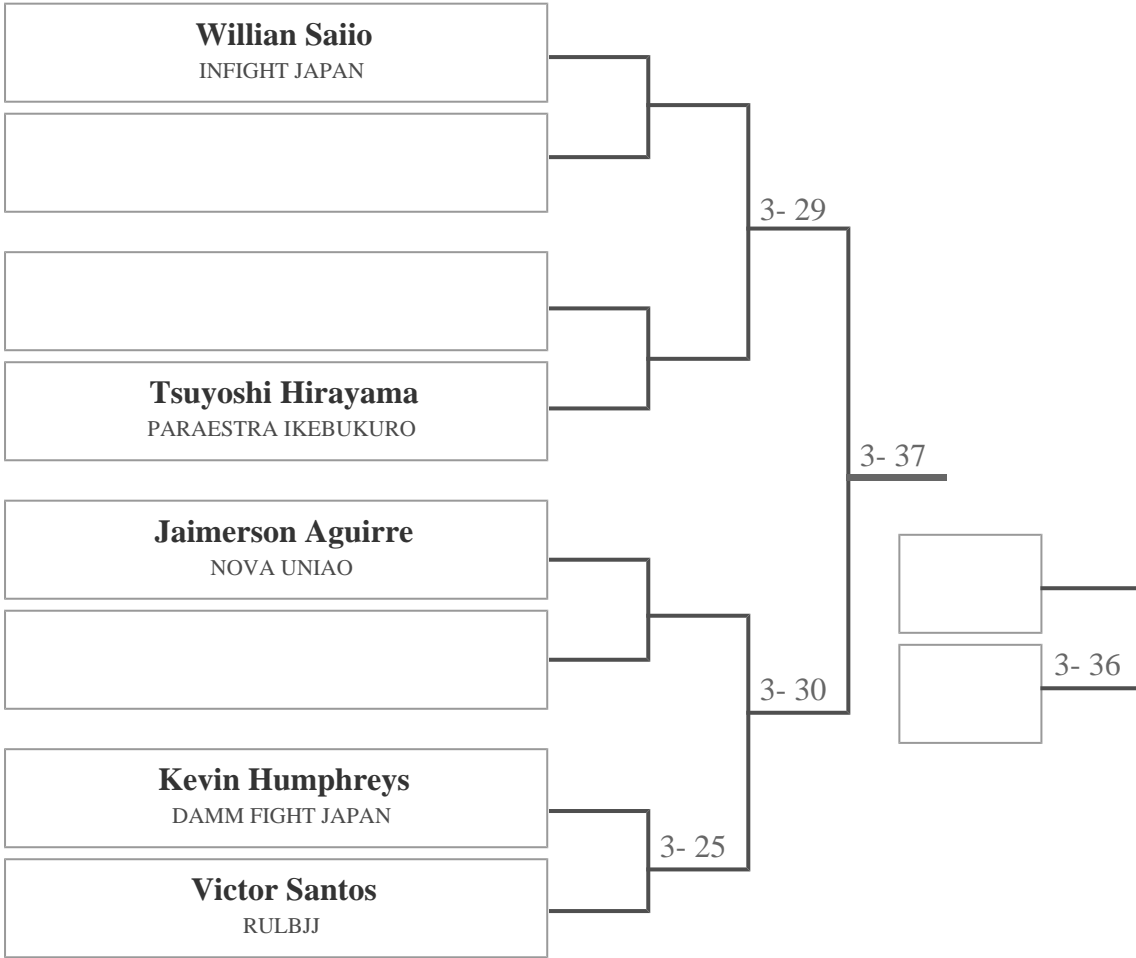 Willian Saiio
INFIGHT JAPAN
3- 29
Tsuyoshi Hirayama
PARAESTRA IKEBUKURO
3- 37
Jaimerson Aguirre
NOVA UNIAO
3- 36
3- 30
Kevin Humphreys
DAMM FIGHT JAPAN
3- 25
Victor Santos
RULBJJ